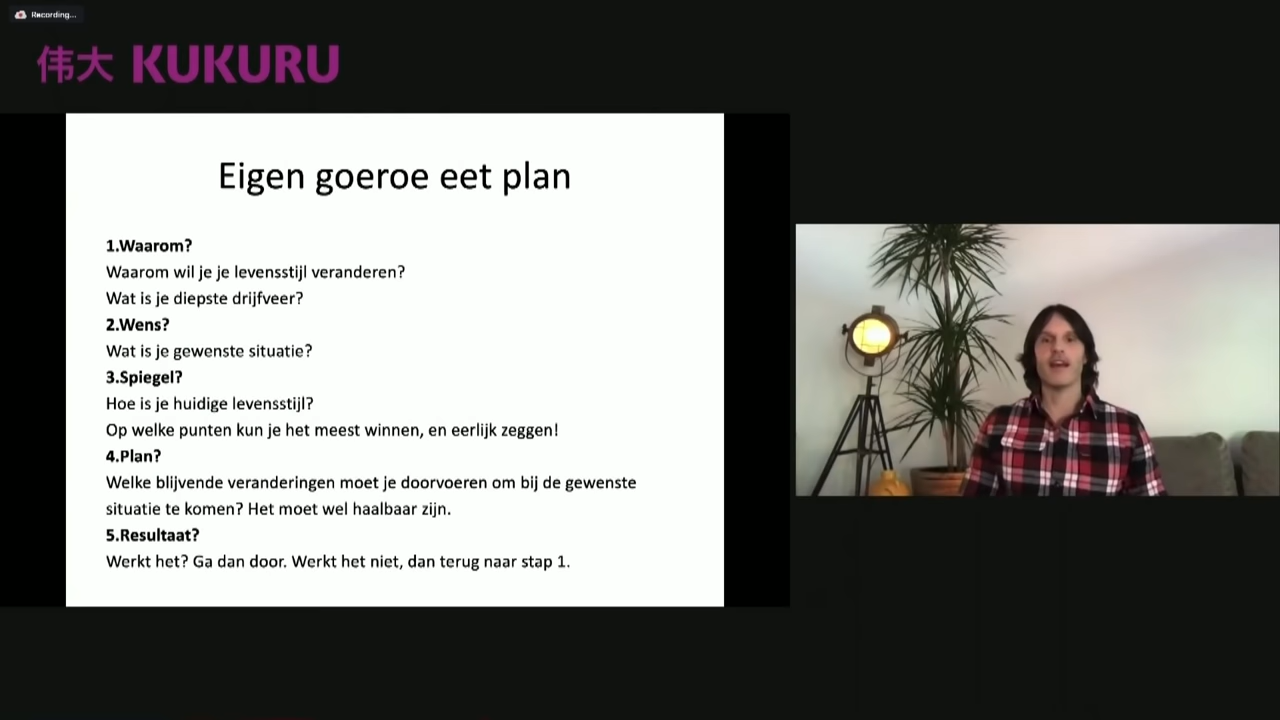 Recording...
伟大 KUKURU
Eigen goeroe eet plan
1.Waarom?
Waarom wil je je levensstijl veranderen?
Wat is je diepste drijfveer?
2.Wens?
Wat is je gewenste situatie?
3.Spiegel?
Hoe is je huidige levensstijl?
Op welke punten kun je het meest winnen, en eerlijk zeggen!
4.Plan?
Welke blijvende veranderingen moet je doorvoeren om bij de gewenste
situatie te komen? Het moet wel haalbaar zijn.
5.Resultaat?
Werkt het? Ga dan door. Werkt het niet, dan terug naar stap 1.